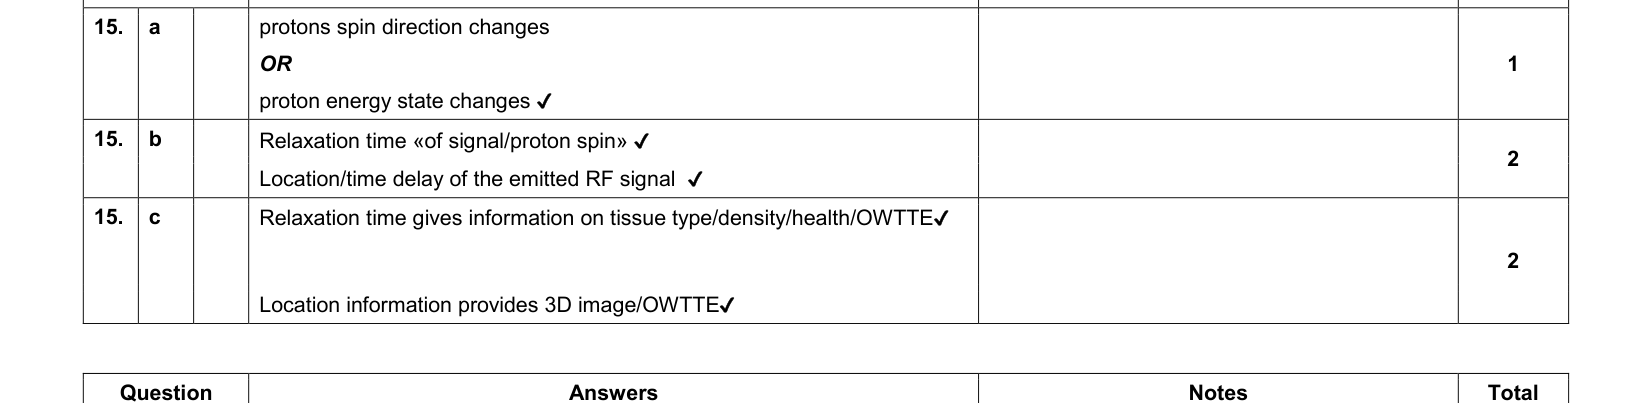 15. a protons spin direction changes
OR
1
proton energy state changes ✓
15. b Relaxation time «of signal/proton spin» ✓
2
Location/time delay of the emitted RF signal ✓
15. c Relaxation time gives information on tissue type/density/health/OWTTE✓
2
Location information provides 3D image/OWTTE✓
Question Answers Notes Total